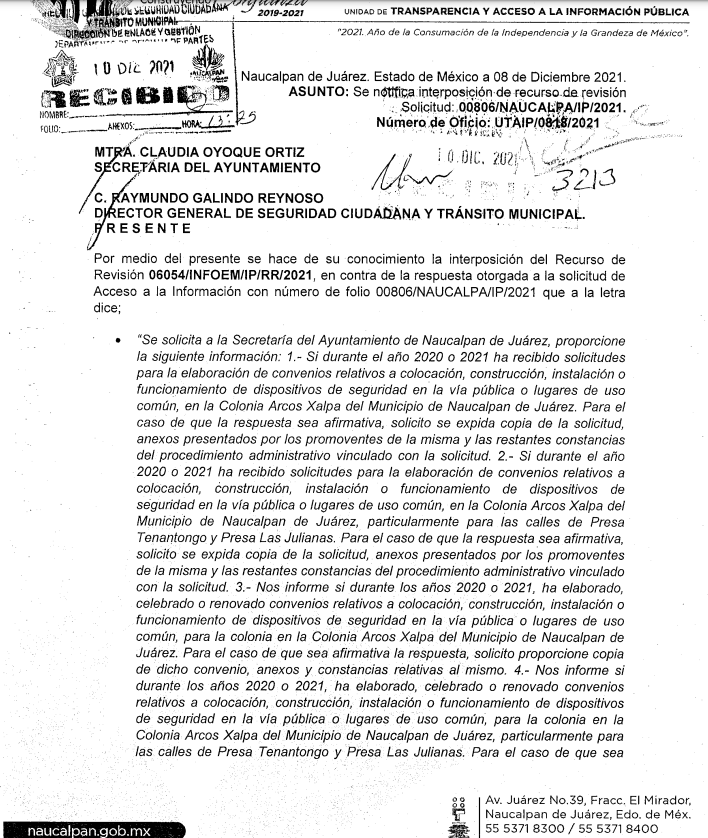 Construyendo
2019-2021
UNIDAD DE TRANSPARENCIA Y ACCESO A LA INFORMACIÓN PÚBLICA
"2021. Año de la Consumación de la Independencia y la Grandeza de México".
DE SEGURIDAD CIUDADANA
Y TRÁNSITO MUNICIPAL
DIRECCIÓN DE ENLACE Y GESTIÓN
DE PARTES
10 DIC 2021
RECIBIDO
NOMBRE:
FOLIO: ANEXOS: HORA: 13:25
Naucalpan de Juárez. Estado de México a 08 de Diciembre 2021.
ASUNTO: Se notifica interposición de recurso de revisión
Solicitud: 00806/NAUCALPA/IP/2021.
Número de Oficio: UTAIP/0818/2021
10 DIC. 2021
ACUSE
3213
MTRA. CLAUDIA OYOQUE ORTIZ
SECRETARIA DEL AYUNTAMIENTO
C. RAYMUNDO GALINDO REYNOSO
DIRECTOR GENERAL DE SEGURIDAD CIUDADANA Y TRÁNSITO MUNICIPAL.
P R E S E N T E
Por medio del presente se hace de su conocimiento la interposición del Recurso de
Revisión 06054/INFOEM/IP/RR/2021, en contra de la respuesta otorgada a la solicitud de
Acceso a la Información con número de folio 00806/NAUCALPA/IP/2021 que a la letra
dice;
• "Se solicita a la Secretaría del Ayuntamiento de Naucalpan de Juárez, proporcione
la siguiente información: 1.- Si durante el año 2020 o 2021 ha recibido solicitudes
para la elaboración de convenios relativos a colocación, construcción, instalación o
funcionamiento de dispositivos de seguridad en la vía pública o lugares de uso
común, en la Colonia Arcos Xalpa del Municipio de Naucalpan de Juárez. Para el
caso de que la respuesta sea afirmativa, solicito se expida copia de la solicitud,
anexos presentados por los promoventes de la misma y las restantes constancias
del procedimiento administrativo vinculado con la solicitud. 2.- Si durante el año
2020 o 2021 ha recibido solicitudes para la elaboración de convenios relativos a
colocación, construcción, instalación o funcionamiento de dispositivos de
seguridad en la vía pública o lugares de uso común, en la Colonia Arcos Xalpa del
Municipio de Naucalpan de Juárez, particularmente para las calles de Presa
Tenantongo y Presa Las Julianas. Para el caso de que la respuesta sea afirmativa,
solicito se expida copia de la solicitud, anexos presentados por los promoventes
de la misma y las restantes constancias del procedimiento administrativo vinculado
con la solicitud. 3.- Nos informe si durante los años 2020 o 2021, ha elaborado,
celebrado o renovado convenios relativos a colocación, construcción, instalación o
funcionamiento de dispositivos de seguridad en la vía pública o lugares de uso
común, para la colonia en la Colonia Arcos Xalpa del Municipio de Naucalpan de
Juárez. Para el caso de que sea afirmativa la respuesta, solicito proporcione copia
de dicho convenio, anexos y constancias relativas al mismo. 4.- Nos informe si
durante los años 2020 o 2021, ha elaborado, celebrado o renovado convenios
relativos a colocación, construcción, instalación o funcionamiento de dispositivos
de seguridad en la vía pública o lugares de uso común, para la colonia en la
Colonia Arcos Xalpa del Municipio de Naucalpan de Juárez, particularmente para
las calles de Presa Tenantongo y Presa Las Julianas. Para el caso de que sea
naucalpan.gob.mx
Av. Juárez No.39, Fracc. El Mirador,
Naucalpan de Juárez, Edo. de Méx.
55 5371 8300 / 55 5371 8400